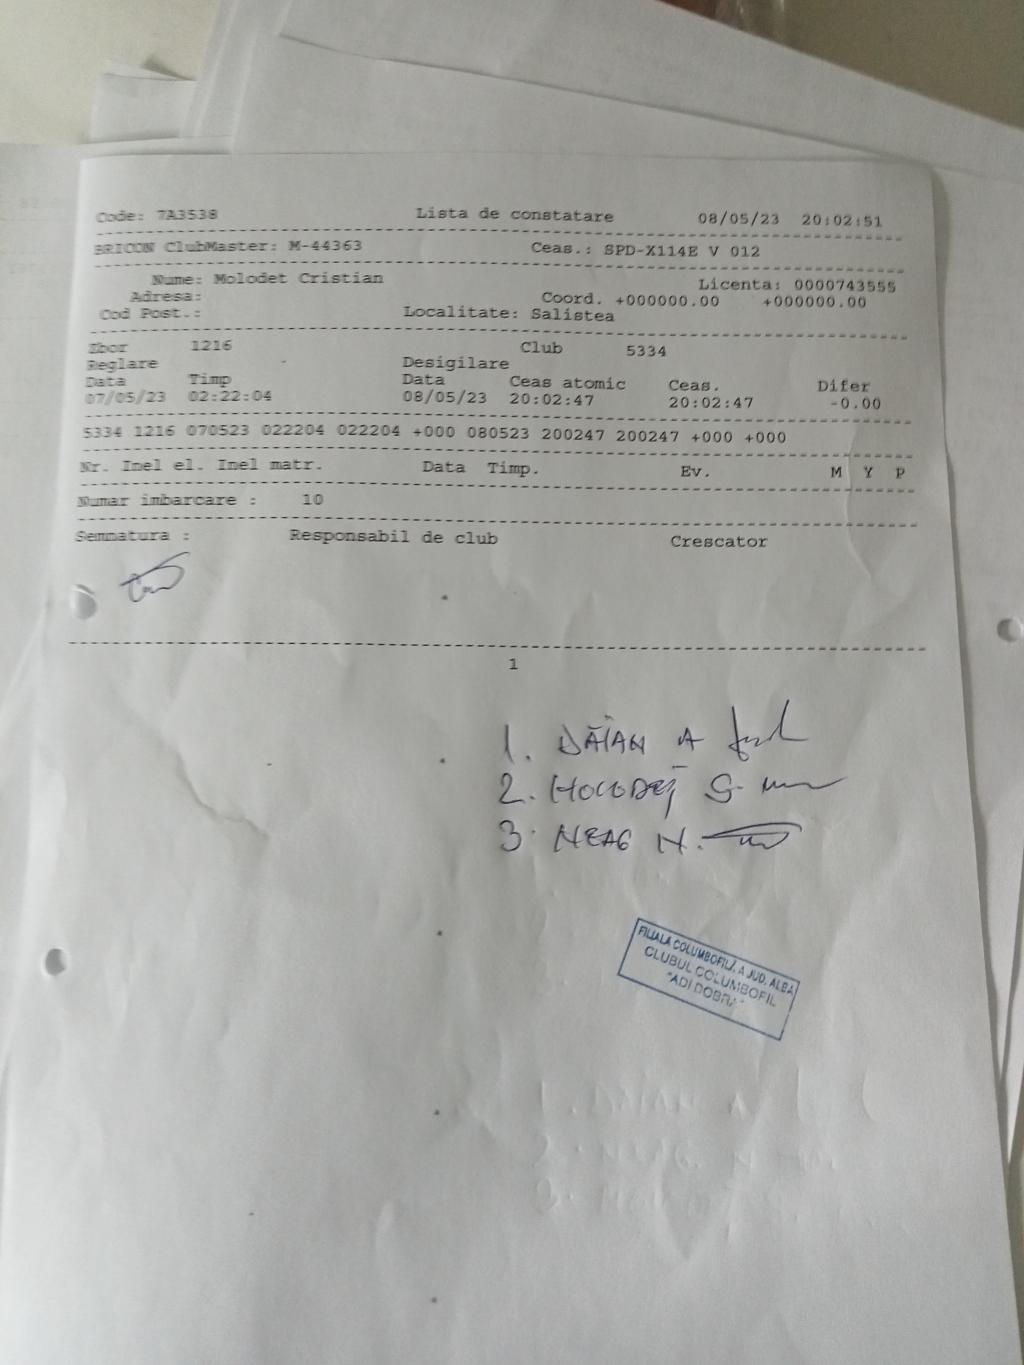 Code: 7A3538 Lista de constatare 08/05/23 20:02:51
BRICON ClubMaster: M-44363 Ceas.: SPD-X114E V 012
Nume: Molodet Cristian Licenta: 0000743555
Adresa: Coord. +000000.00 +000000.00
Cod Post.: Localitate: Salistea
Zbor 1216 Club 5334
Reglare Desigilare
Data Timp Data Ceas atomic Ceas. Difer
07/05/23 02:22:04 08/05/23 20:02:47 20:02:47 -0.00
5334 1216 070523 022204 022204 +000 080523 200247 200247 +000 +000
Nr. Inel el. Inel matr. Data Timp. Ev. M Y P
Numar imbarcare : 10
Semnatura : Responsabil de club Crescator
1
1. DĂIAN A
2. S.
3. NEAG N.
FILIALA COLUMBOFILĂ A JUD. ALBA
CLUBUL COLUMBOFIL
"ADI DOBRA"